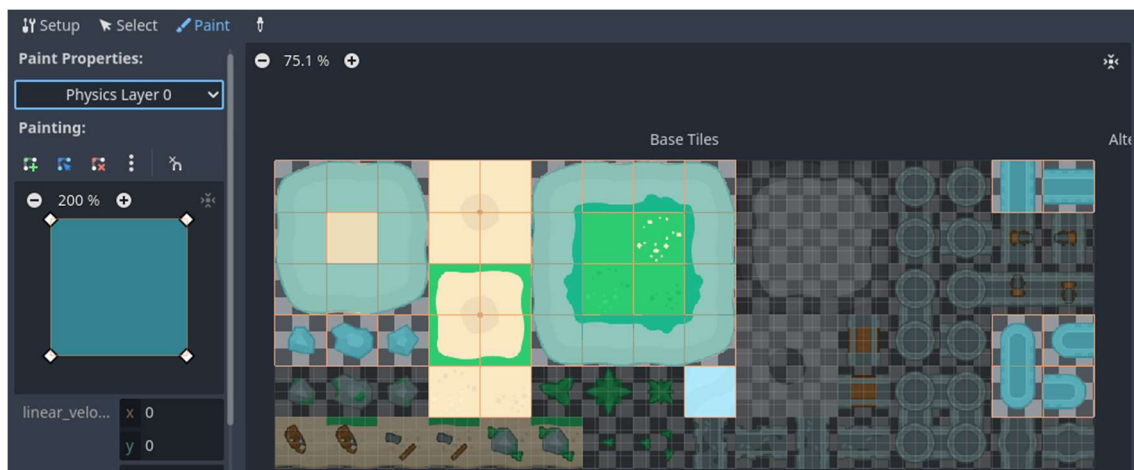 Setup Select Paint
Paint Properties:
75.1 %
Physics Layer 0
Painting:
Base Tiles
Alte
200 %
linear_velo... x 0
y 0